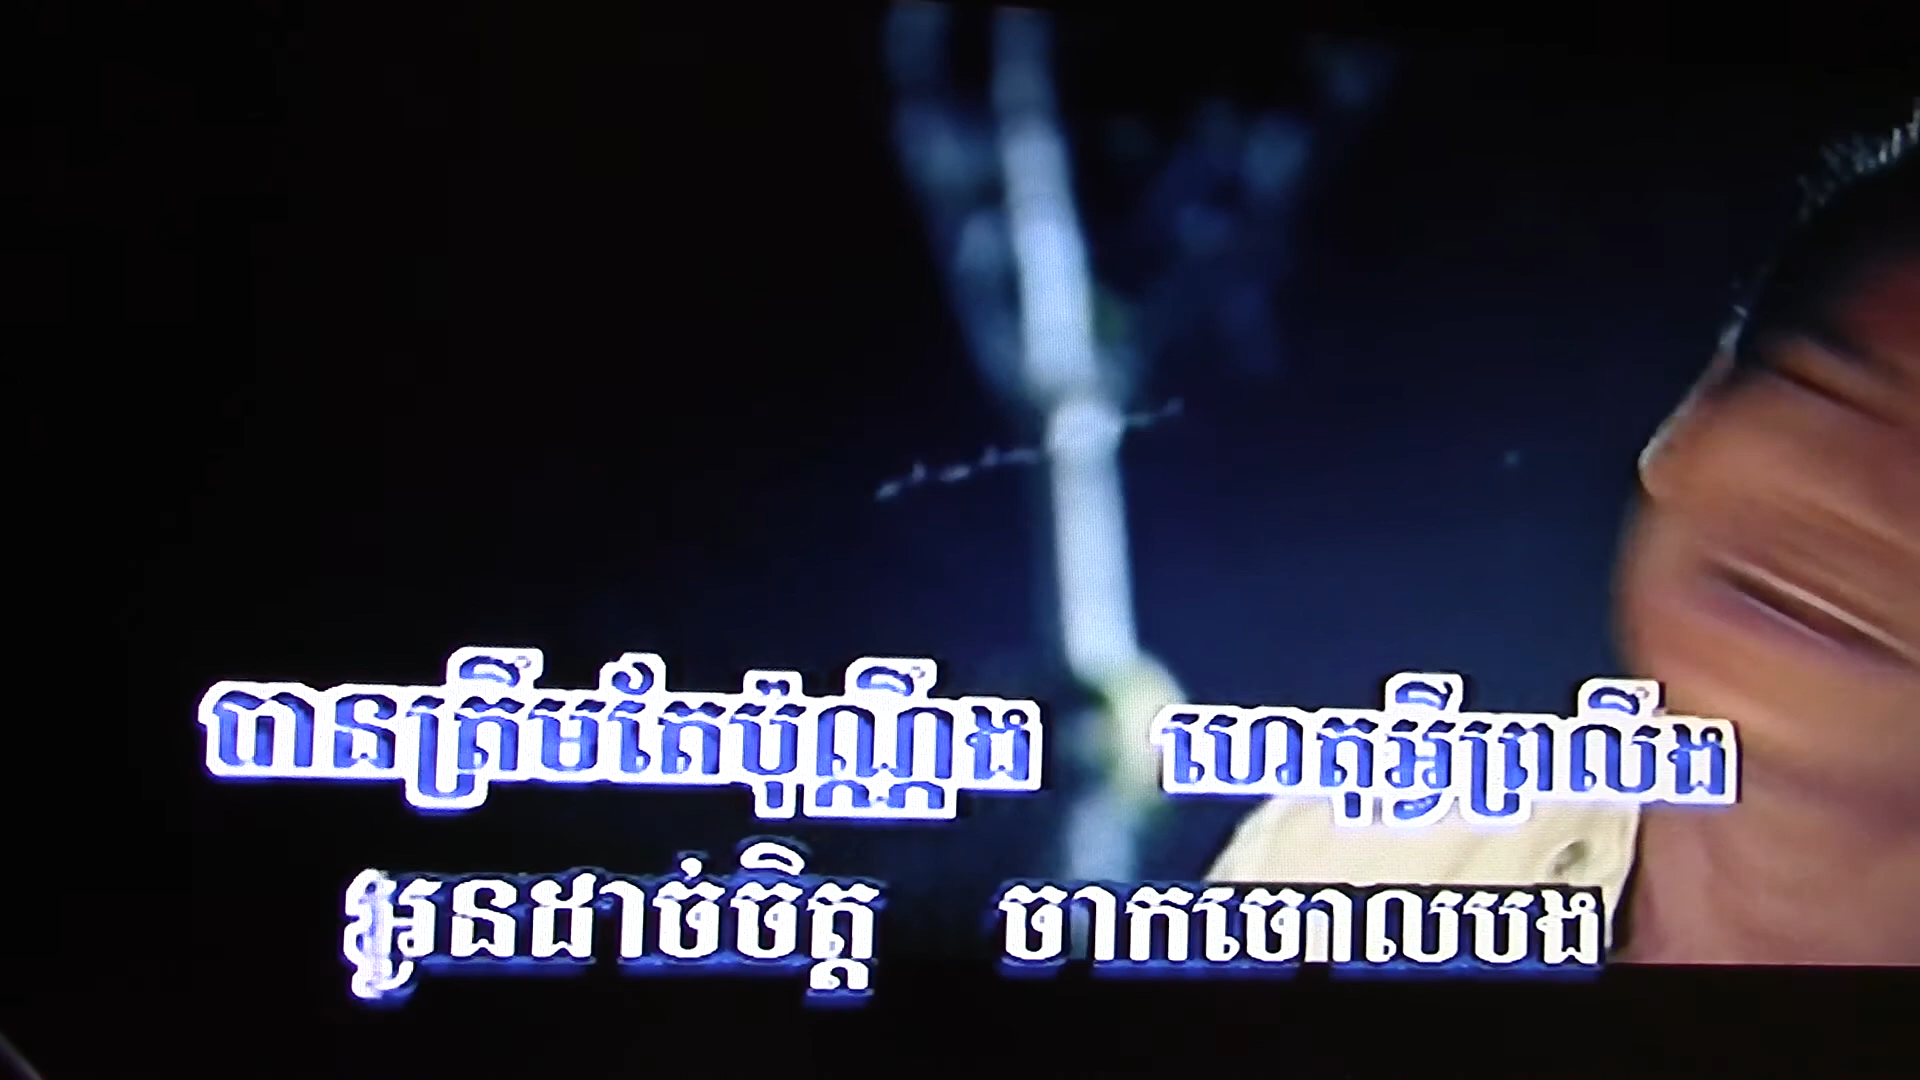 បានត្រឹមតែប៉ុណ្ណឹង ហេតុអ្វីព្រលឹង
អូនដាច់ចិត្ត ចាកចោលបង